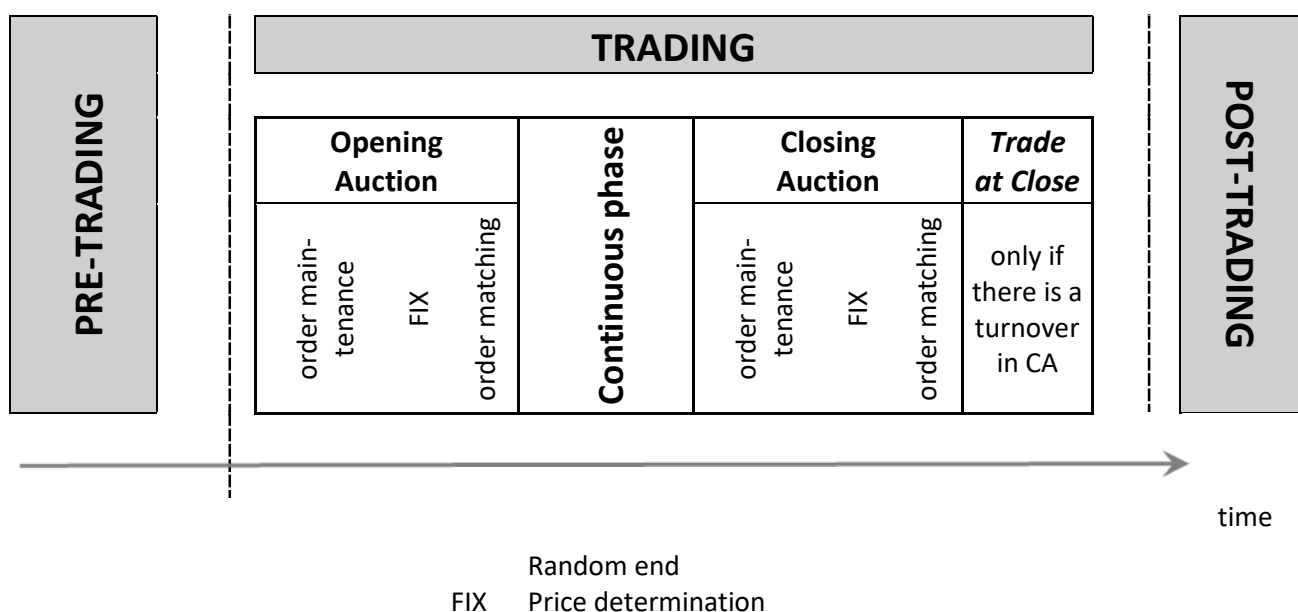 PRE-TRADING
TRADING
Opening
Auction
order main-
tenance
FIX
order matching
Continuous phase
Closing
Auction
order main-
tenance
FIX
order matching
Trade
at Close
only if
there is a
turnover
in CA
POST-TRADING
time
Random end
FIX Price determination